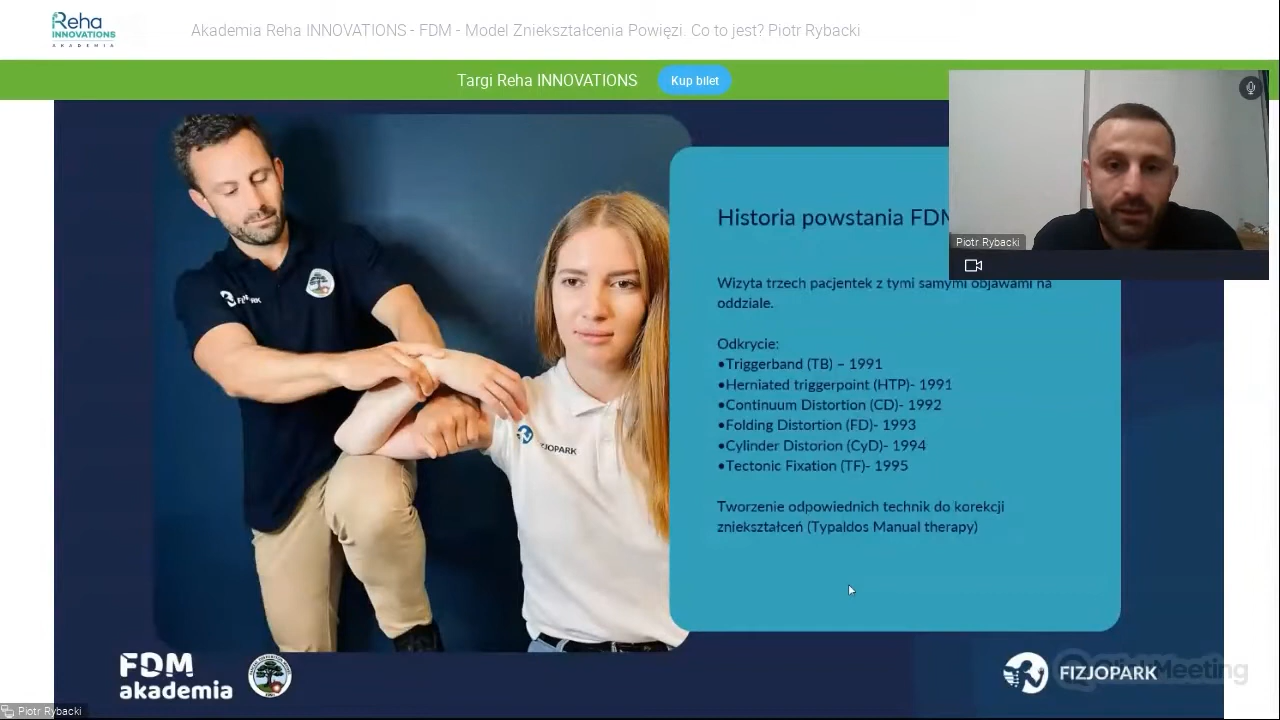 Reha
INNOVATIONS
AKADEMIA
Akademia Reha INNOVATIONS - FDM - Model Zniekształcenia Powięzi. Co to jest? Piotr Rybacki
Targi Reha INNOVATIONS
Kup bilet
Piotr Rybacki
Historia powstania FDM
Wizyta trzech pacjentek z tymi samymi objawami na
oddziale.
Odkrycie:
•Triggerband (TB) – 1991
•Herniated triggerpoint (HTP)- 1991
•Continuum Distortion (CD)- 1992
•Folding Distortion (FD)- 1993
•Cylinder Distorion (CyD)- 1994
•Tectonic Fixation (TF)- 1995
Tworzenie odpowiednich technik do korekcji
zniekształceń (Typaldos Manual therapy)
FIZJOPARK
FDM
akademia
FIZJOPARK
ClickMeeting
Piotr Rybacki